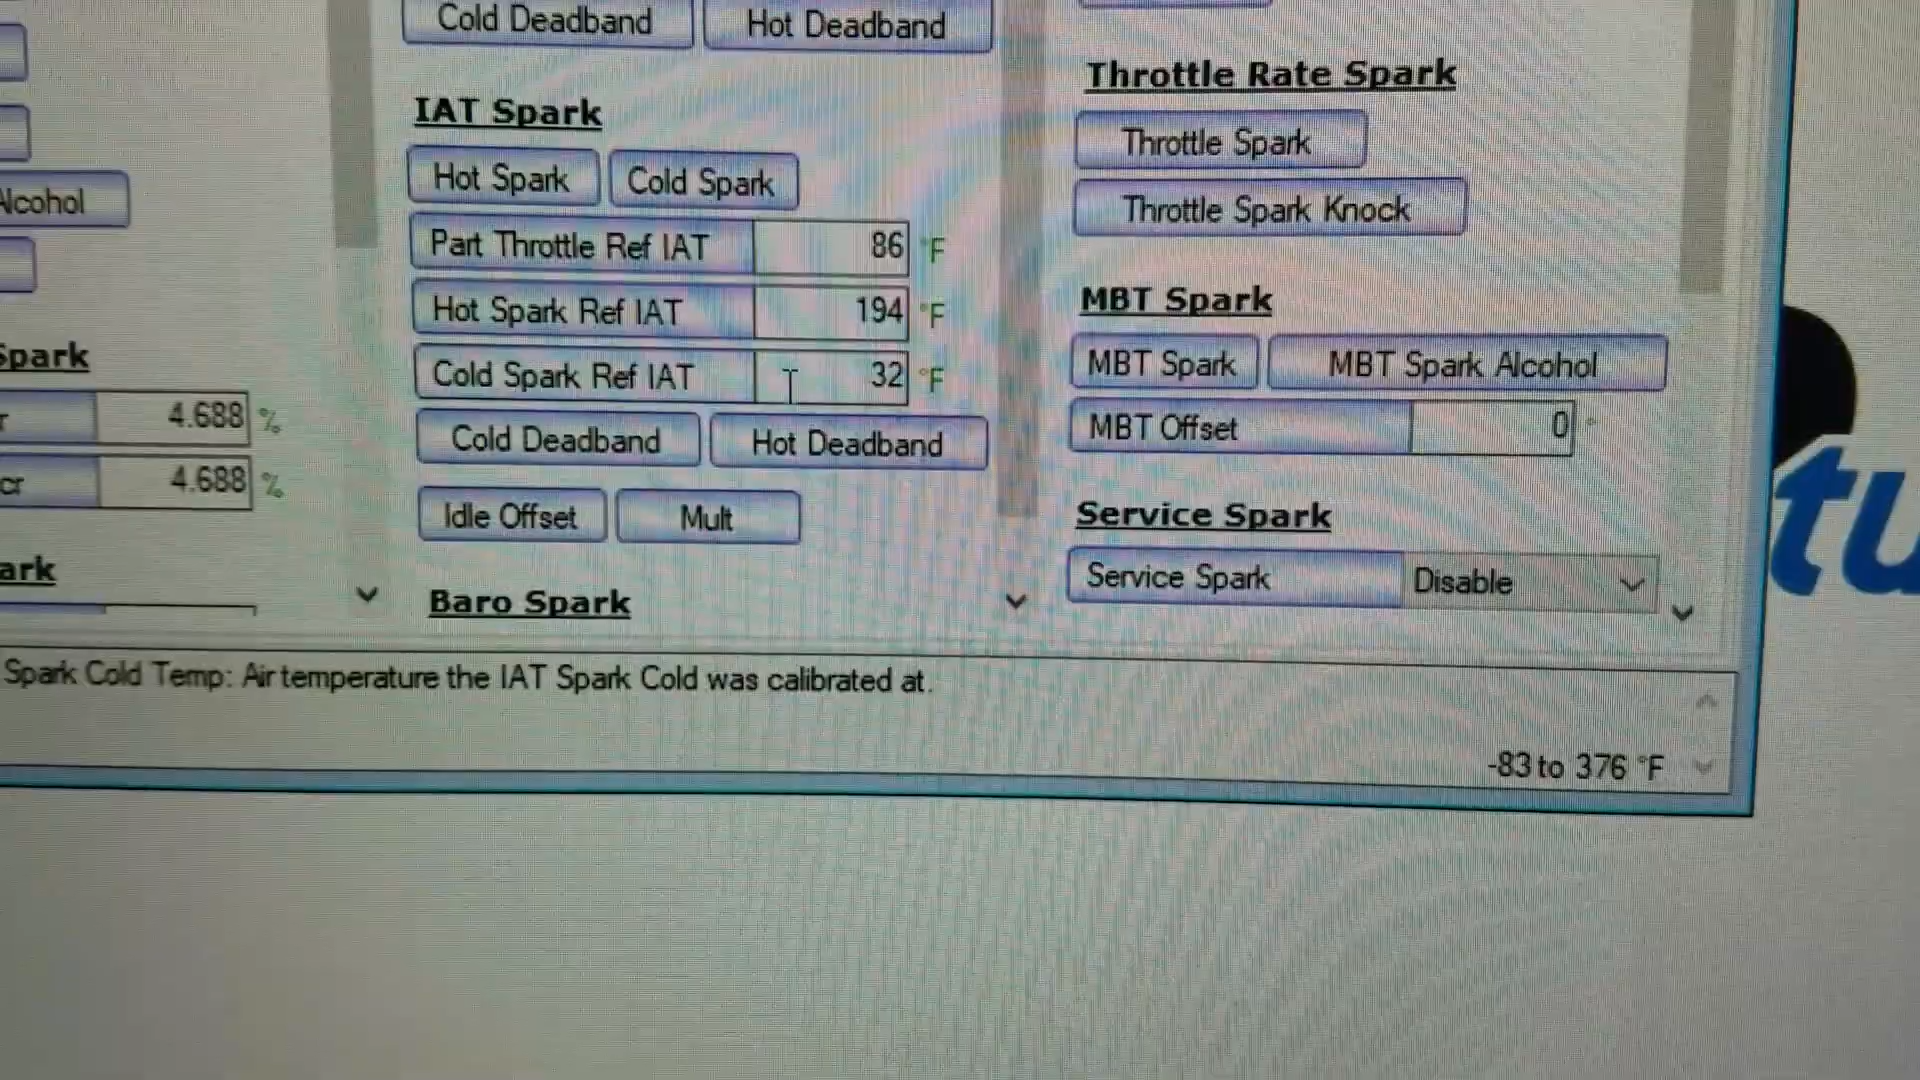 Cold Deadband Hot Deadband
IAT Spark
Hot Spark Cold Spark
Part Throttle Ref IAT 86 °F
Hot Spark Ref IAT 194 °F
Cold Spark Ref IAT 32 °F
Cold Deadband Hot Deadband
Idle Offset Mult
Baro Spark
Throttle Rate Spark
Throttle Spark
Throttle Spark Knock
MBT Spark
MBT Spark MBT Spark Alcohol
MBT Offset 0 °
Service Spark
Service Spark Disable
Alcohol
Spark
r 4.688 %
cr 4.688 %
ark
Spark Cold Temp: Air temperature the IAT Spark Cold was calibrated at.
-83 to 376 °F
tu